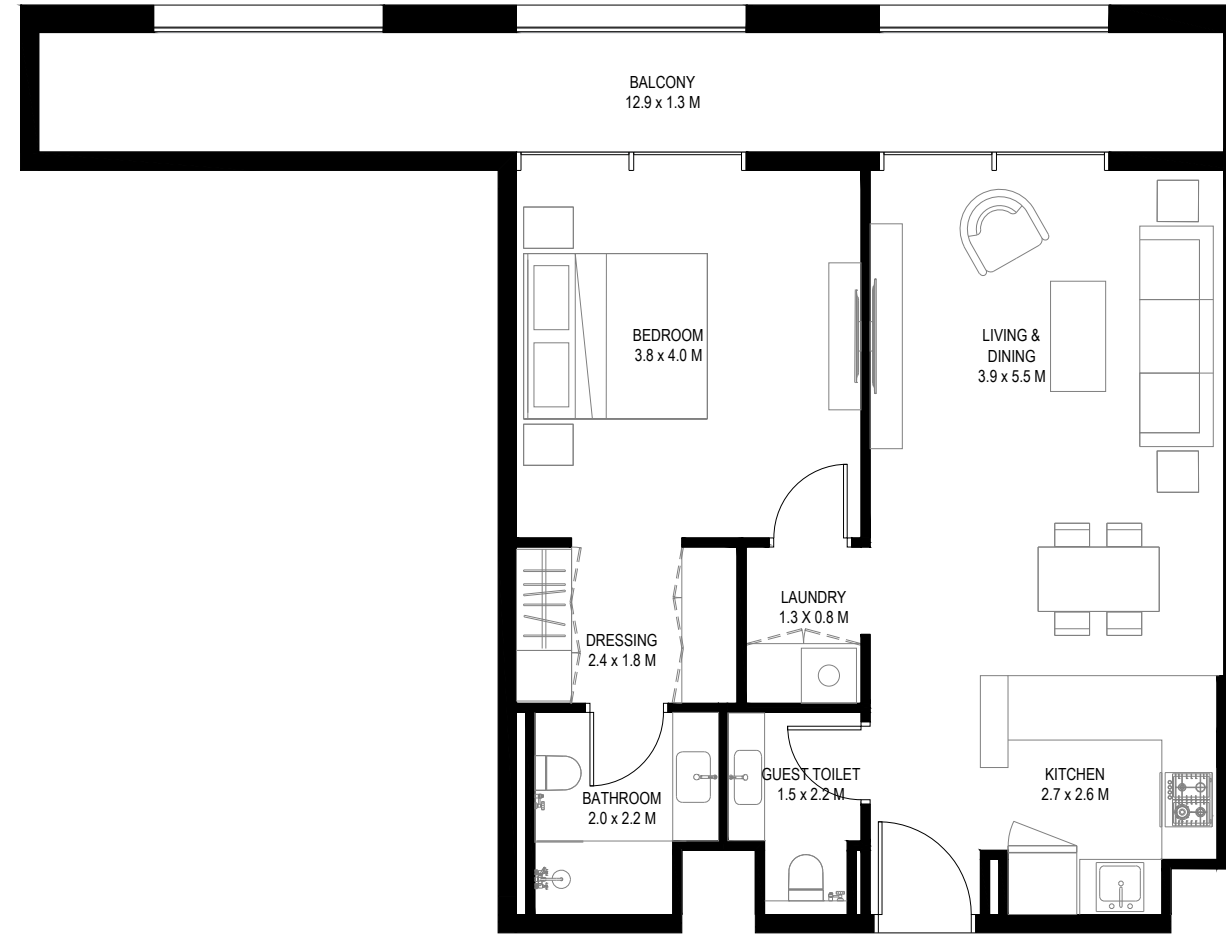 BALCONY
12.9 x 1.3 M
BEDROOM
3.8 x 4.0 M
LIVING &
DINING
3.9 x 5.5 M
LAUNDRY
1.3 X 0.8 M
DRESSING
2.4 x 1.8 M
GUEST TOILET
1.5 x 2.2 M
KITCHEN
2.7 x 2.6 M
BATHROOM
2.0 x 2.2 M